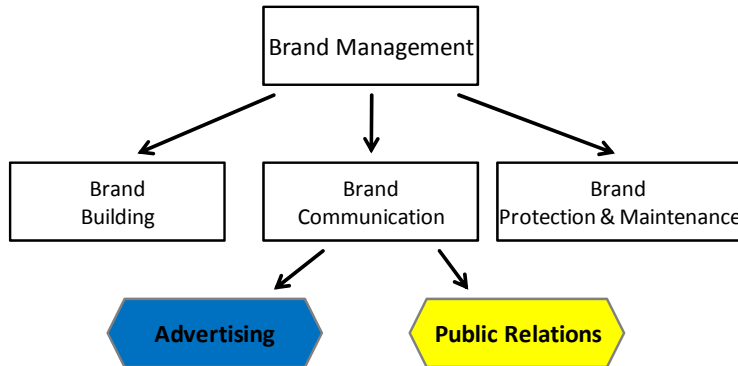 Brand Management
Brand
Building
Brand
Communication
Brand
Protection & Maintenance
Advertising
Public Relations